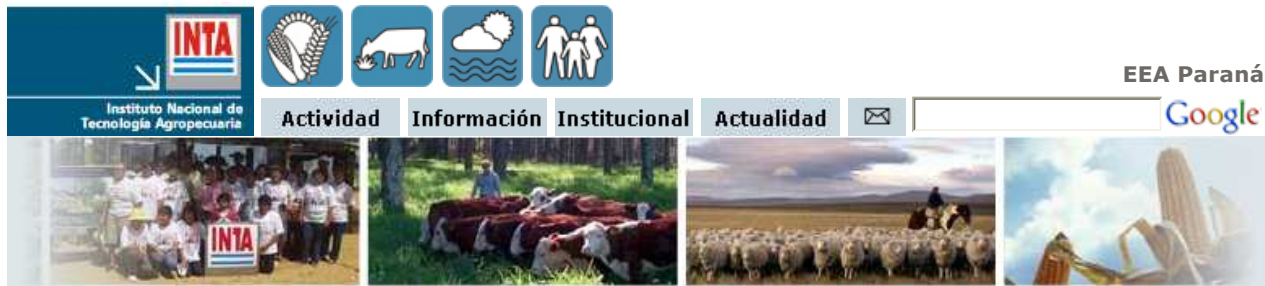 INTA
Instituto Nacional de
Tecnología Agropecuaria
EEA Paraná
Actividad Información Institucional Actualidad
Google
INTA